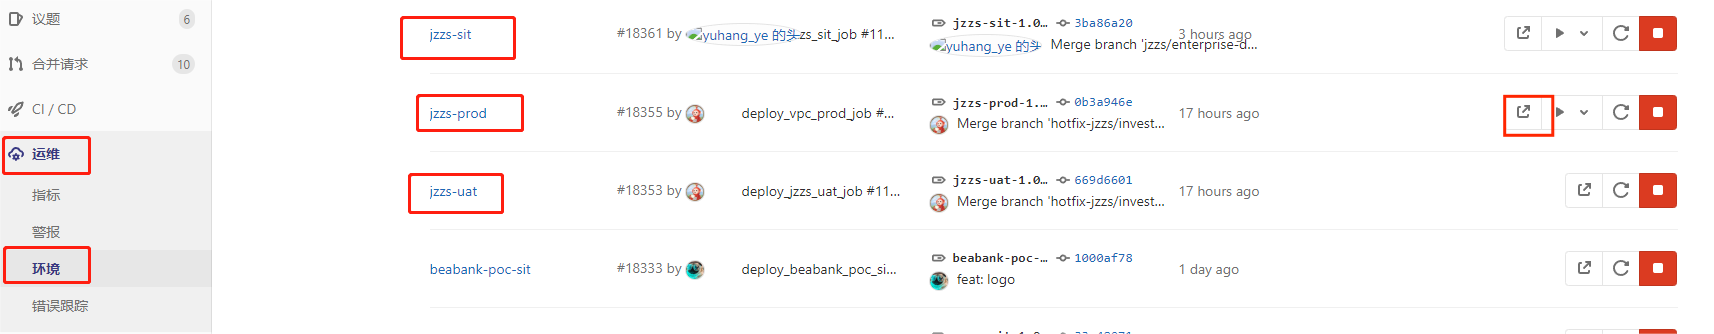 议题 6
合并请求 10
CI / CD
运维
指标
警报
环境
错误跟踪
jzzs-sit #18361 by yuhang_ye 的头 zs_sit_job #11... jzzs-sit-1.0... 3ba86a20 3 hours ago
yuhang_ye 的头 Merge branch 'jzzs/enterprise-d...
jzzs-prod #18355 by deploy_vpc_prod_job #... jzzs-prod-1.... 0b3a946e 17 hours ago
Merge branch 'hotfix-jzzs/invest...
jzzs-uat #18353 by deploy_jzzs_uat_job #11... jzzs-uat-1.0... 669d6601 17 hours ago
Merge branch 'hotfix-jzzs/invest...
beabank-poc-sit #18333 by deploy_beabank_poc_si... beabank-poc-... 1000af78 1 day ago
feat: logo